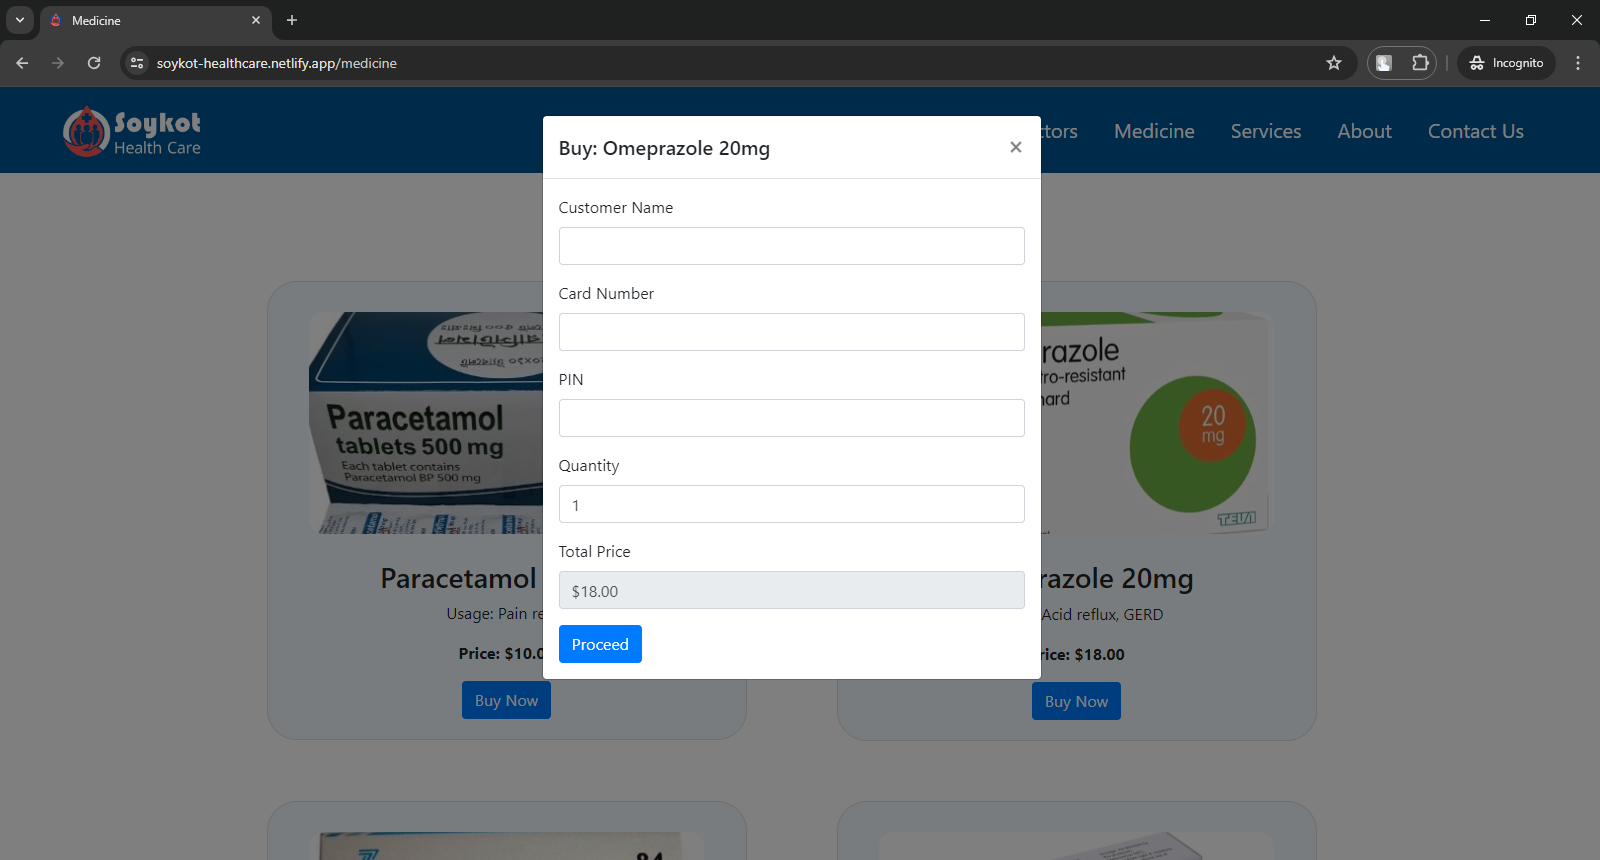 Medicine
soykot-healthcare.netlify.app/medicine
Incognito
Soykot
Health Care
ctors
Medicine
Services
About
Contact Us
Buy: Omeprazole 20mg
×
Customer Name
Card Number
PIN
Quantity
1
Total Price
$18.00
Proceed
Paracetamol
tablets 500 mg
Each tablet contains
Paracetamol BP 500 mg
Paracetamol
Usage: Pain re
Price: $10.0
Buy Now
razole
tro-resistant
hard
20
mg
TEVA
razole 20mg
Acid reflux, GERD
rice: $18.00
Buy Now
84